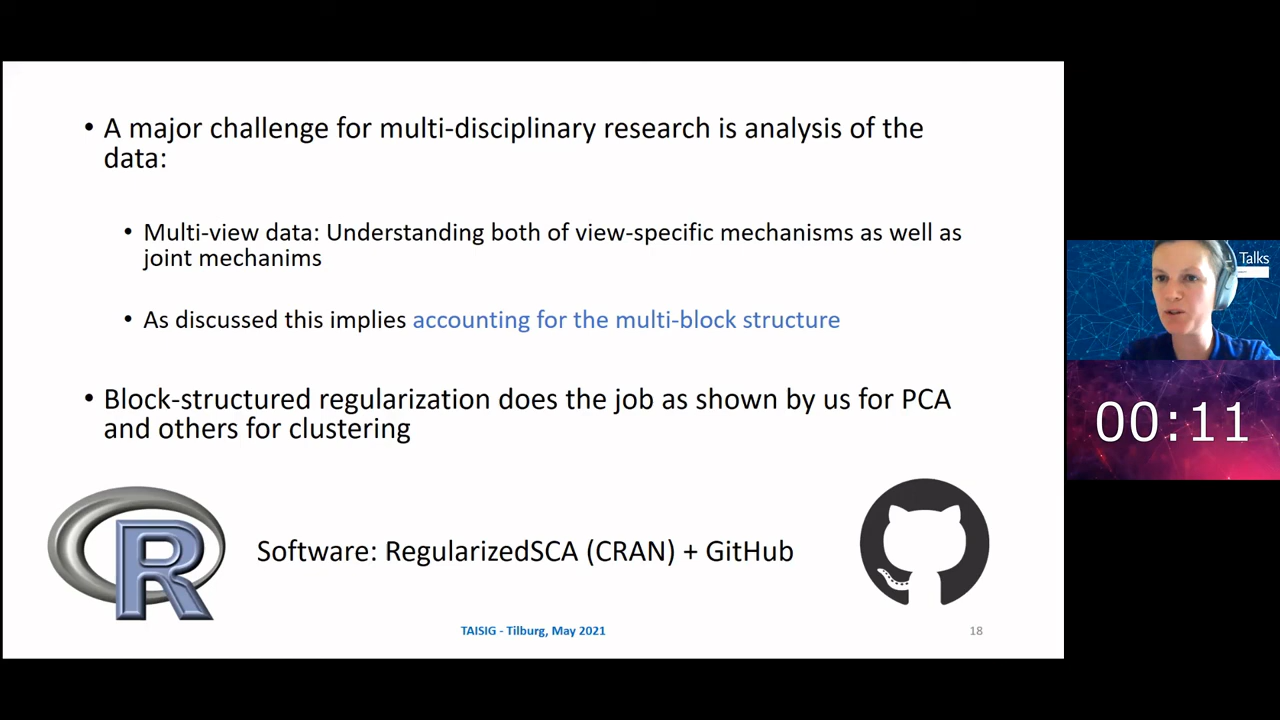 • A major challenge for multi-disciplinary research is analysis of the
data:
• Multi-view data: Understanding both of view-specific mechanisms as well as
joint mechanims
• As discussed this implies accounting for the multi-block structure
• Block-structured regularization does the job as shown by us for PCA
and others for clustering
R
Software: RegularizedSCA (CRAN) + GitHub
TAISIG - Tilburg, May 2021
18
Talks
00:11